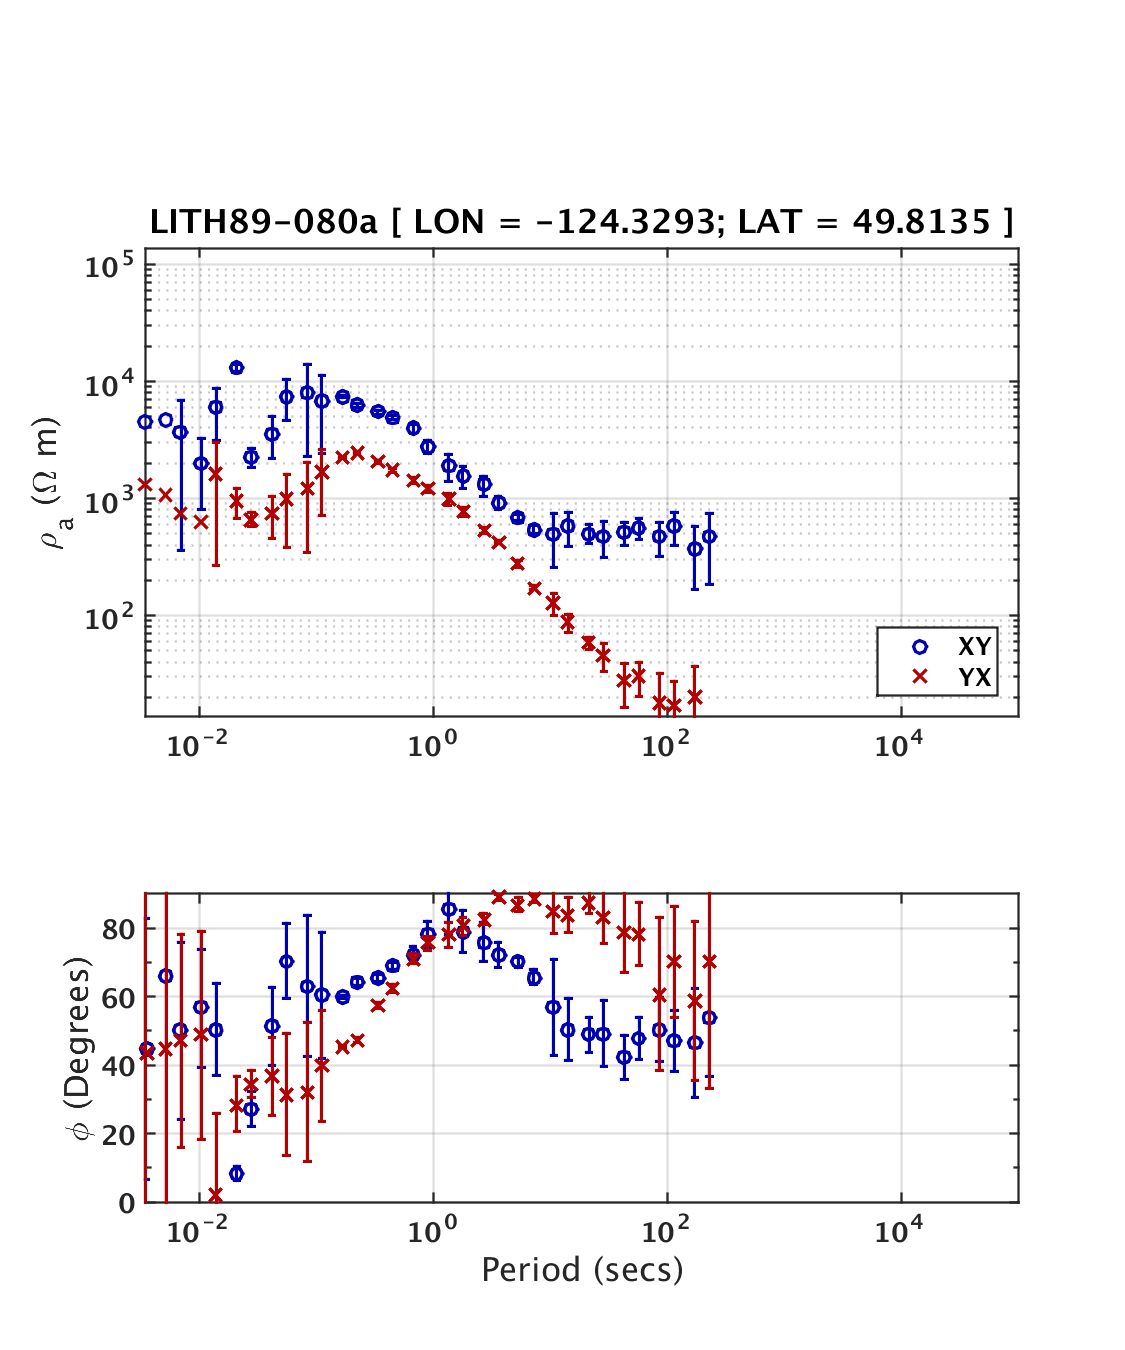 LITH89-080a [ LON = -124.3293; LAT = 49.8135 ]
10^5
10^4
10^3
10^2
ρ_a (Ω m)
XY
YX
10^-2 10^0 10^2 10^4
80
60
40
20
0
ϕ (Degrees)
10^-2 10^0 10^2 10^4
Period (secs)